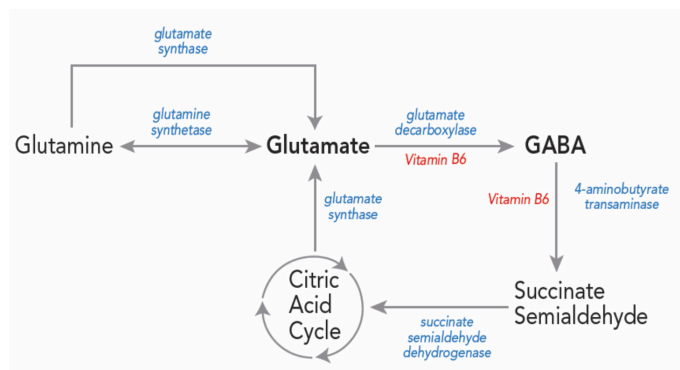 glutamate
synthase
Glutamine
glutamine
synthetase
Glutamate
glutamate
decarboxylase
Vitamin B6
GABA
Vitamin B6
4-aminobutyrate
transaminase
glutamate
synthase
Citric
Acid
Cycle
succinate
semialdehyde
dehydrogenase
Succinate
Semialdehyde